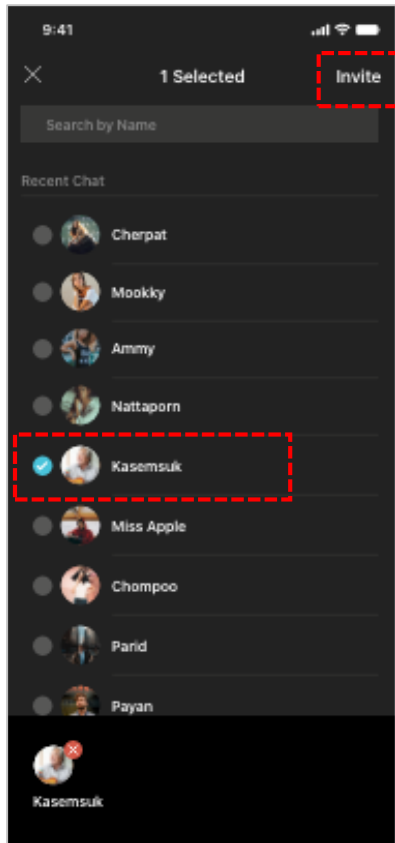 9:41
1 Selected
Invite
Search by Name
Recent Chat
Cherpat
Mookky
Ammy
Nattaporn
Kasemsuk
Miss Apple
Chompoo
Parid
Payan
Kasemsuk